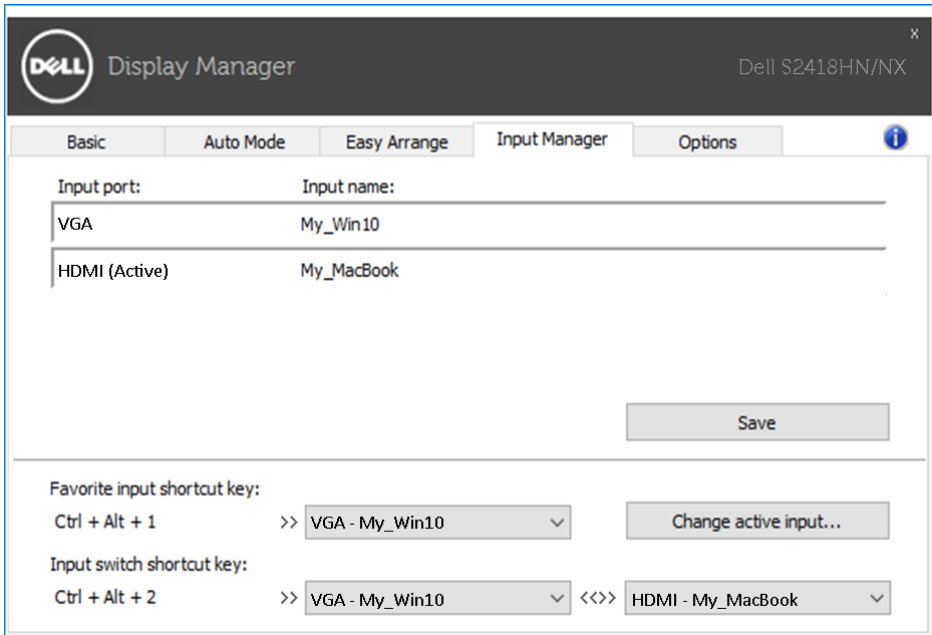 DELL Display Manager Dell S2418HN/NX x
Basic Auto Mode Easy Arrange Input Manager Options i
Input port: Input name:
VGA My_Win10
HDMI (Active) My_MacBook
Save
Favorite input shortcut key:
Ctrl + Alt + 1 >> VGA - My_Win10 Change active input...
Input switch shortcut key:
Ctrl + Alt + 2 >> VGA - My_Win10 <<>> HDMI - My_MacBook